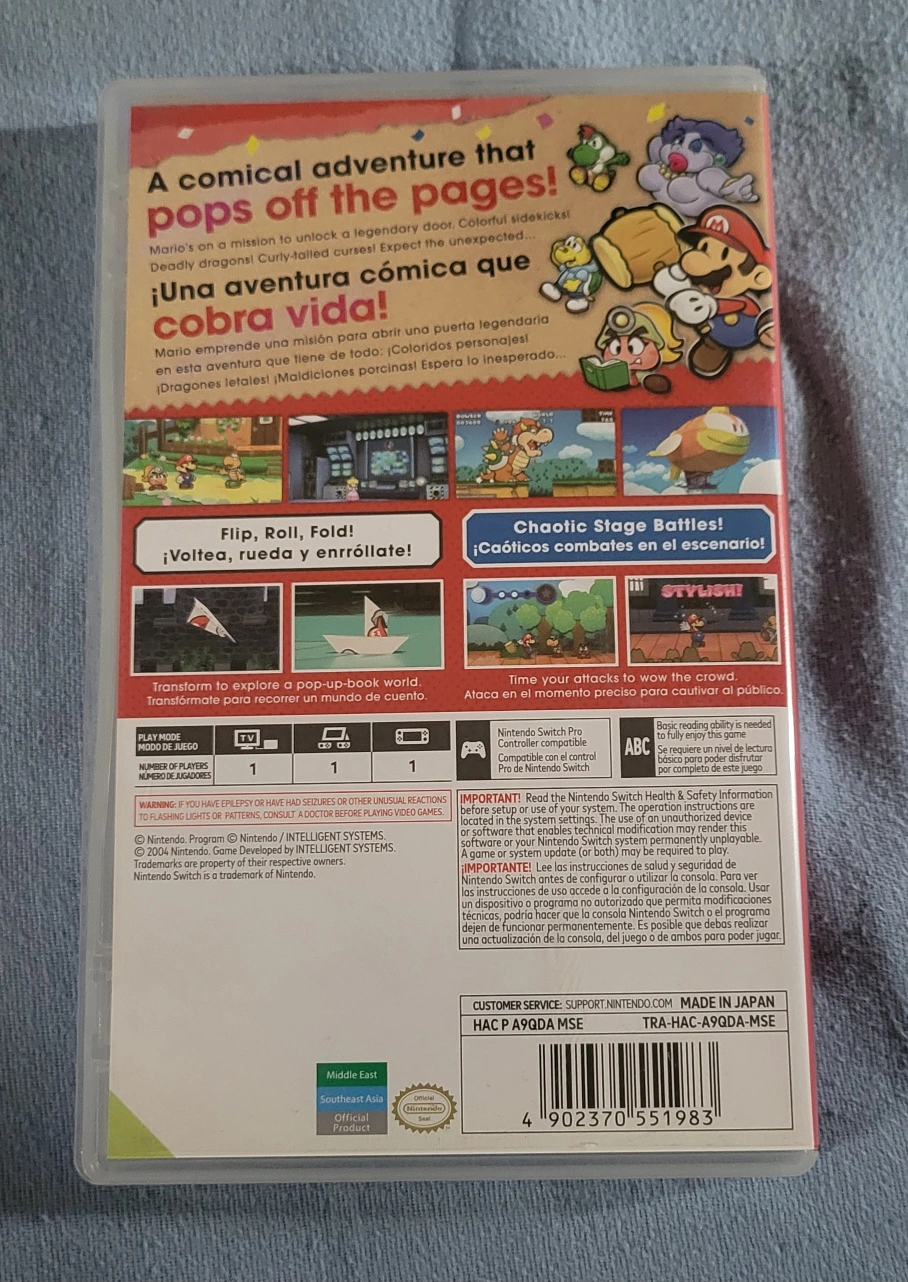 A comical adventure that
pops off the pages!
Mario's on a mission to unlock a legendary door. Colorful sidekicks!
Deadly dragons! Curly-tailed curses! Expect the unexpected...
¡Una aventura cómica que
cobra vida!
Mario emprende una misión para abrir una puerta legendaria
en esta aventura que tiene de todo: ¡Coloridos personajes!
¡Dragones letales! ¡Maldiciones porcinas! Espera lo inesperado...
BOWSER
WORLD
TIME
Flip, Roll, Fold!
¡Voltea, rueda y enrróllate!
Chaotic Stage Battles!
¡Caóticos combates en el escenario!
STYLISH!
Transform to explore a pop-up-book world.
Transfórmate para recorrer un mundo de cuento.
Time your attacks to wow the crowd.
Ataca en el momento preciso para cautivar al público.
PLAY MODE
MODO DE JUEGO
TV
NUMBER OF PLAYERS
NÚMERO DE JUGADORES
1
1
1
Nintendo Switch Pro
Controller compatible
Compatible con el control
Pro de Nintendo Switch
ABC
Basic reading ability is needed
to fully enjoy this game
Se requiere un nivel de lectura
básico para poder disfrutar
por completo de este juego
WARNING: IF YOU HAVE EPILEPSY OR HAVE HAD SEIZURES OR OTHER UNUSUAL REACTIONS
TO FLASHING LIGHTS OR PATTERNS, CONSULT A DOCTOR BEFORE PLAYING VIDEO GAMES.
© Nintendo. Program © Nintendo / INTELLIGENT SYSTEMS.
© 2004 Nintendo. Game Developed by INTELLIGENT SYSTEMS.
Trademarks are property of their respective owners.
Nintendo Switch is a trademark of Nintendo.
IMPORTANT! Read the Nintendo Switch Health & Safety Information
before setup or use of your system. The operation instructions are
located in the system settings. The use of an unauthorized device
or software that enables technical modification may render this
software or your Nintendo Switch system permanently unplayable.
A game or system update (or both) may be required to play.
¡IMPORTANTE! Lee las instrucciones de salud y seguridad de
Nintendo Switch antes de configurar o utilizar la consola. Para ver
las instrucciones de uso accede a la configuración de la consola. Usar
un dispositivo o programa no autorizado que permita modificaciones
técnicas, podría hacer que la consola Nintendo Switch o el programa
dejen de funcionar permanentemente. Es posible que debas realizar
una actualización de la consola, del juego o de ambos para poder jugar.
CUSTOMER SERVICE: SUPPORT.NINTENDO.COM MADE IN JAPAN
HAC P A9QDA MSE TRA-HAC-A9QDA-MSE
4 902370 551983
Middle East
Southeast Asia
Official
Product
Official
Nintendo
Seal